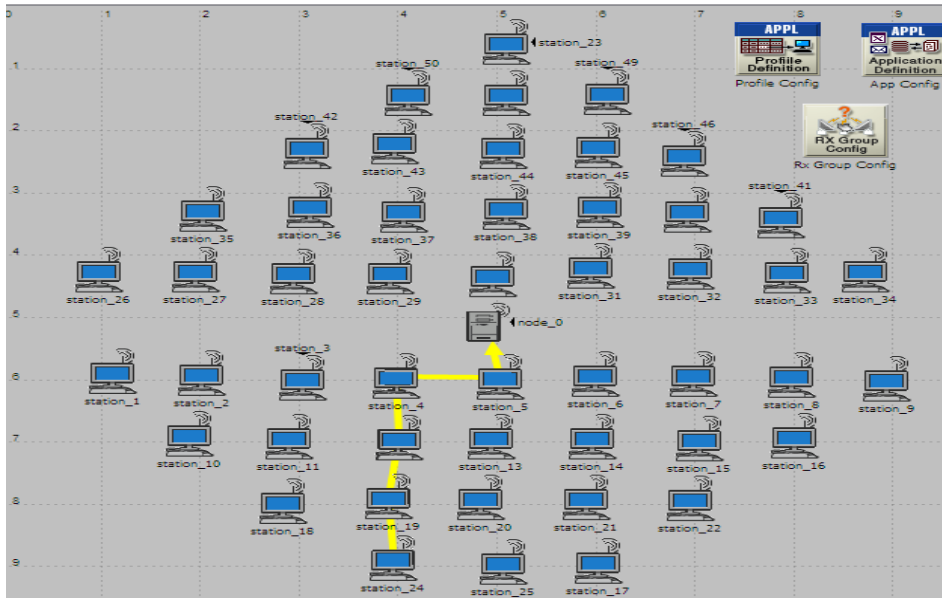 0 .1 .2 .3 .4 .5 .6 .7 .8 .9
APPL
Profiile
Definition
Profile Config
APPL
Application
Definition
App Config
station_23
station_50
station_49
.1
RX Group
Config
Rx Group Config
station_42
station_46
.2
station_43
station_44
station_45
station_41
.3
station_35
station_36
station_37
station_38
station_39
.4
station_26
station_27
station_28
station_29
station_31
station_32
station_33
station_34
.5
node_0
station_3
.6
station_1
station_2
station_4
station_5
station_6
station_7
station_8
station_9
.7
station_10
station_11
station_13
station_14
station_15
station_16
.8
station_18
station_19
station_20
station_21
station_22
.9
station_24
station_25
station_17